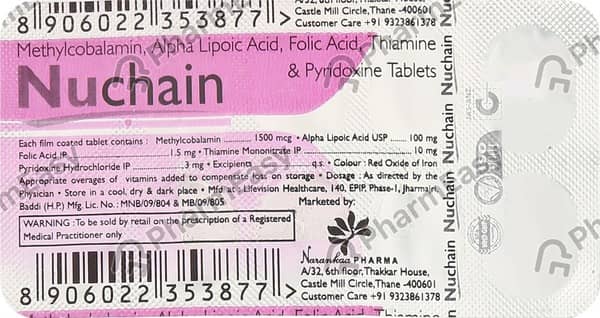 8 906022 353877 >
A/32, 6th floor, Thakkar House,
Castle Mill Circle, Thane -400601
Customer Care +91 9323861378
Methylcobalamin, Alpha Lipoic Acid, Folic Acid, Thiamine
& Pyridoxine Tablets
Nuchain
Each film coated tablet contains : Methylcobalamin ........ 1500 mcg • Alpha Lipoic Acid USP ..... 100 mg
Folic Acid IP ........ 1.5 mg • Thiamine Mononitrate IP ........ 10 mg
Pyridoxine Hydrochloride IP ........ 3 mg • Excipients ........ q.s. • Colour : Red Oxide of Iron
Appropriate overages of vitamins added to compensate loss on storage • Dosage : As directed by the
Physician • Store in a cool, dry & dark place • Mfd at : Lifevision Healthcare, 140, EPIP, Phase-1, Jharmajri,
Baddi (H.P.) Mfg. Lic. No.: MNB/09/804 & MB/09/805
Marketed by:
WARNING :To be sold by retail on the prescription of a Registered
Medical Practitioner only
Narankaa PHARMA
A/32, 6th floor, Thakkar House,
Castle Mill Circle, Thane -400601
Customer Care +91 9323861378
8 906022 353877 >
Nuchain Nuchain Nuchain Nuchain
PharmEasy